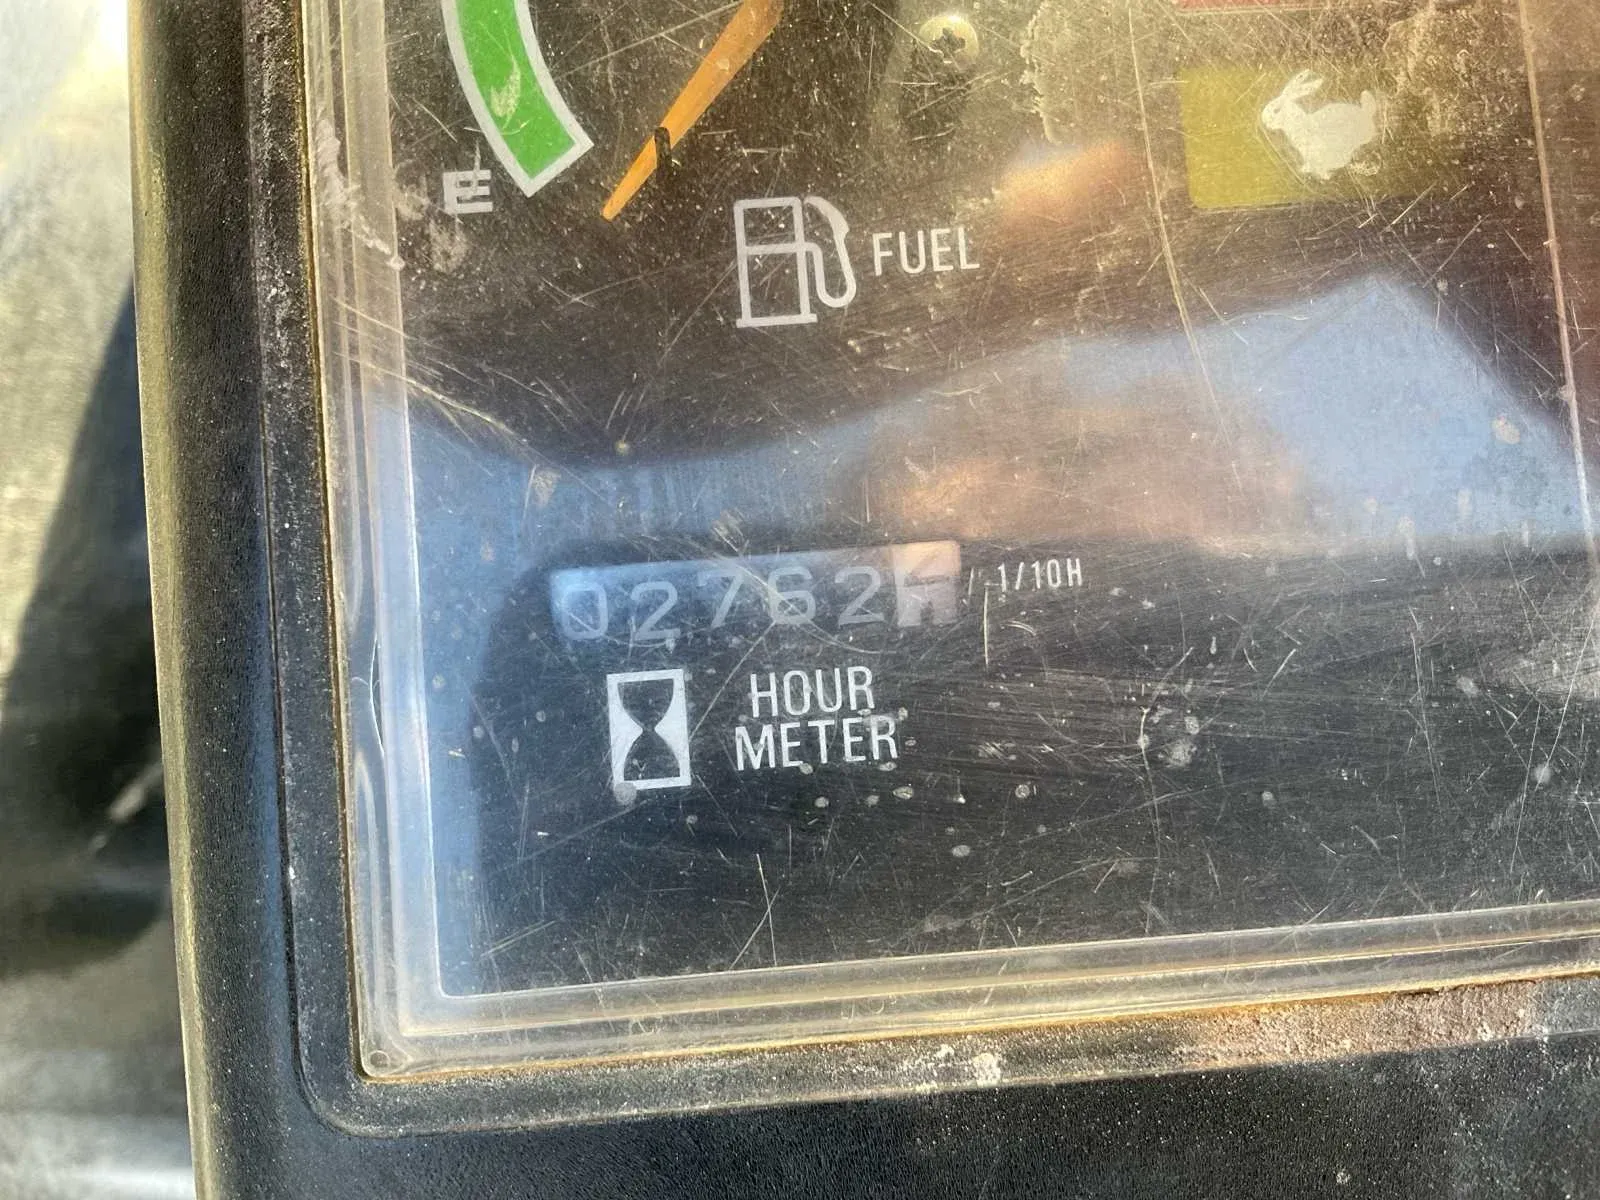 E
FUEL
02762
1/10H
HOUR
METER